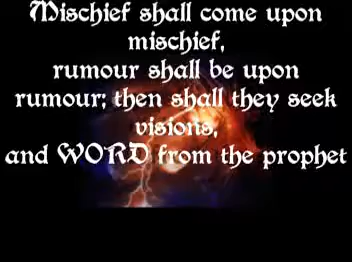 Mischief shall come upon
mischief,
rumour shall be upon
rumour; then shall they seek
visions,
and WORD from the prophet